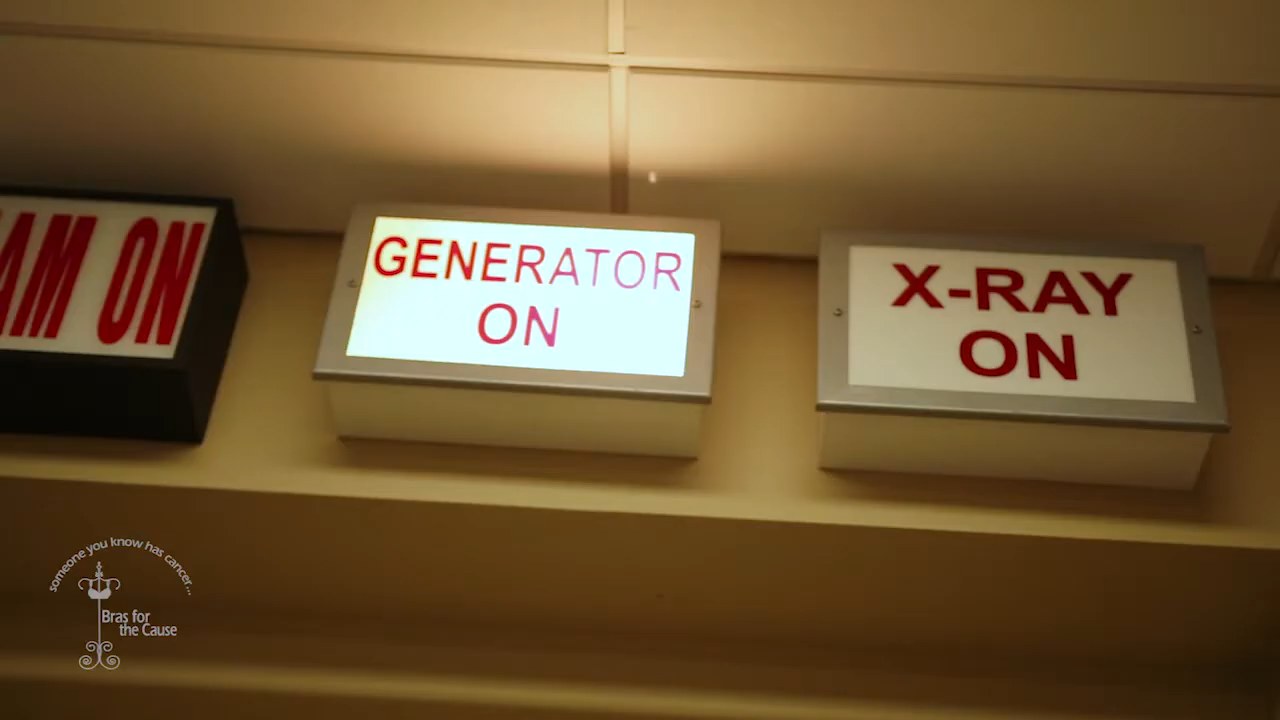 AM ON
GENERATOR
ON
X-RAY
ON
someone you know has cancer...
Bras for
the Cause